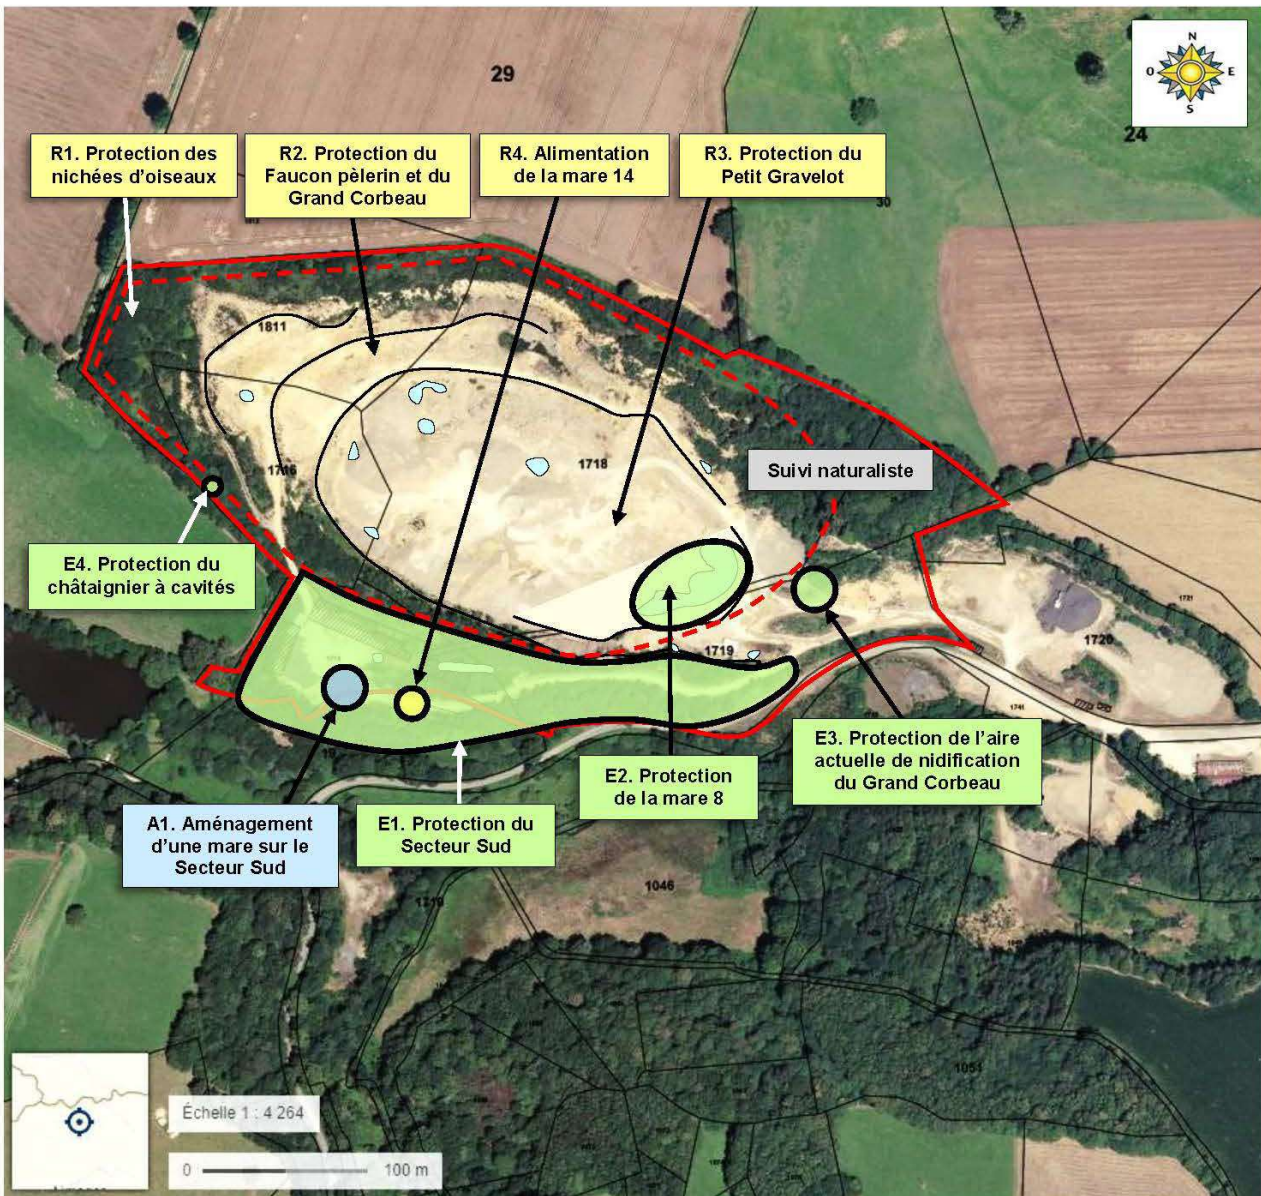 29
N
O
E
S
24
R1. Protection des
nichées d'oiseaux
R2. Protection du
Faucon pèlerin et du
Grand Corbeau
R4. Alimentation
de la mare 14
R3. Protection du
Petit Gravelot
30
1811
1716
1718
Suivi naturaliste
E4. Protection du
châtaignier à cavités
1721
1719
1720
1741
19
E3. Protection de l'aire
actuelle de nidification
du Grand Corbeau
E2. Protection
de la mare 8
A1. Aménagement
d'une mare sur le
Secteur Sud
E1. Protection du
Secteur Sud
1046
1051
Échelle 1 : 4 264
0
100 m